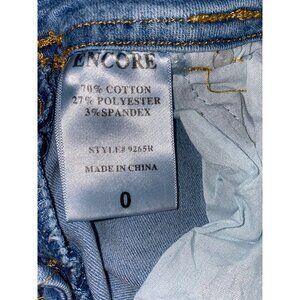 ENCORE
70% COTTON
27% POLYESTER
3% SPANDEX
STYLE# 9265R
MADE IN CHINA
0